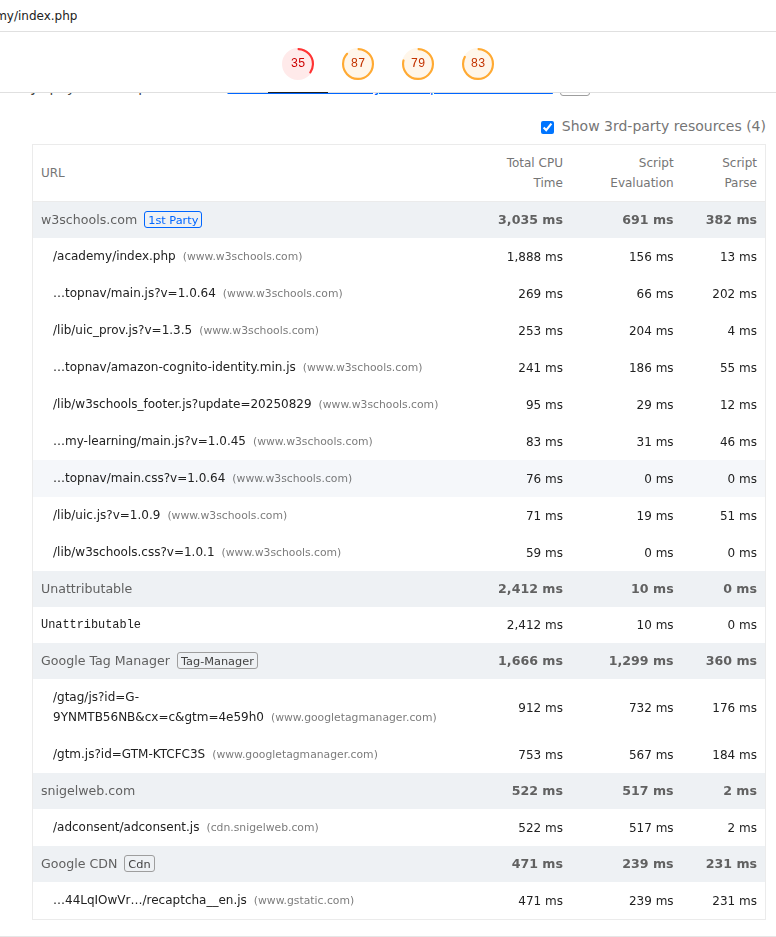 my/index.php
35 87 79 83
Show 3rd-party resources (4)
URL Total CPU Time Script Evaluation Script Parse
w3schools.com 1st Party 3,035 ms 691 ms 382 ms
/academy/index.php (www.w3schools.com) 1,888 ms 156 ms 13 ms
…topnav/main.js?v=1.0.64 (www.w3schools.com) 269 ms 66 ms 202 ms
/lib/uic_prov.js?v=1.3.5 (www.w3schools.com) 253 ms 204 ms 4 ms
…topnav/amazon-cognito-identity.min.js (www.w3schools.com) 241 ms 186 ms 55 ms
/lib/w3schools_footer.js?update=20250829 (www.w3schools.com) 95 ms 29 ms 12 ms
…my-learning/main.js?v=1.0.45 (www.w3schools.com) 83 ms 31 ms 46 ms
…topnav/main.css?v=1.0.64 (www.w3schools.com) 76 ms 0 ms 0 ms
/lib/uic.js?v=1.0.9 (www.w3schools.com) 71 ms 19 ms 51 ms
/lib/w3schools.css?v=1.0.1 (www.w3schools.com) 59 ms 0 ms 0 ms
Unattributable 2,412 ms 10 ms 0 ms
Unattributable 2,412 ms 10 ms 0 ms
Google Tag Manager Tag-Manager 1,666 ms 1,299 ms 360 ms
/gtag/js?id=G-
9YNMTB56NB&cx=c&gtm=4e59h0 (www.googletagmanager.com) 912 ms 732 ms 176 ms
/gtm.js?id=GTM-KTCFC3S (www.googletagmanager.com) 753 ms 567 ms 184 ms
snigelweb.com 522 ms 517 ms 2 ms
/adconsent/adconsent.js (cdn.snigelweb.com) 522 ms 517 ms 2 ms
Google CDN Cdn 471 ms 239 ms 231 ms
…44LqIOwVr…/recaptcha__en.js (www.gstatic.com) 471 ms 239 ms 231 ms